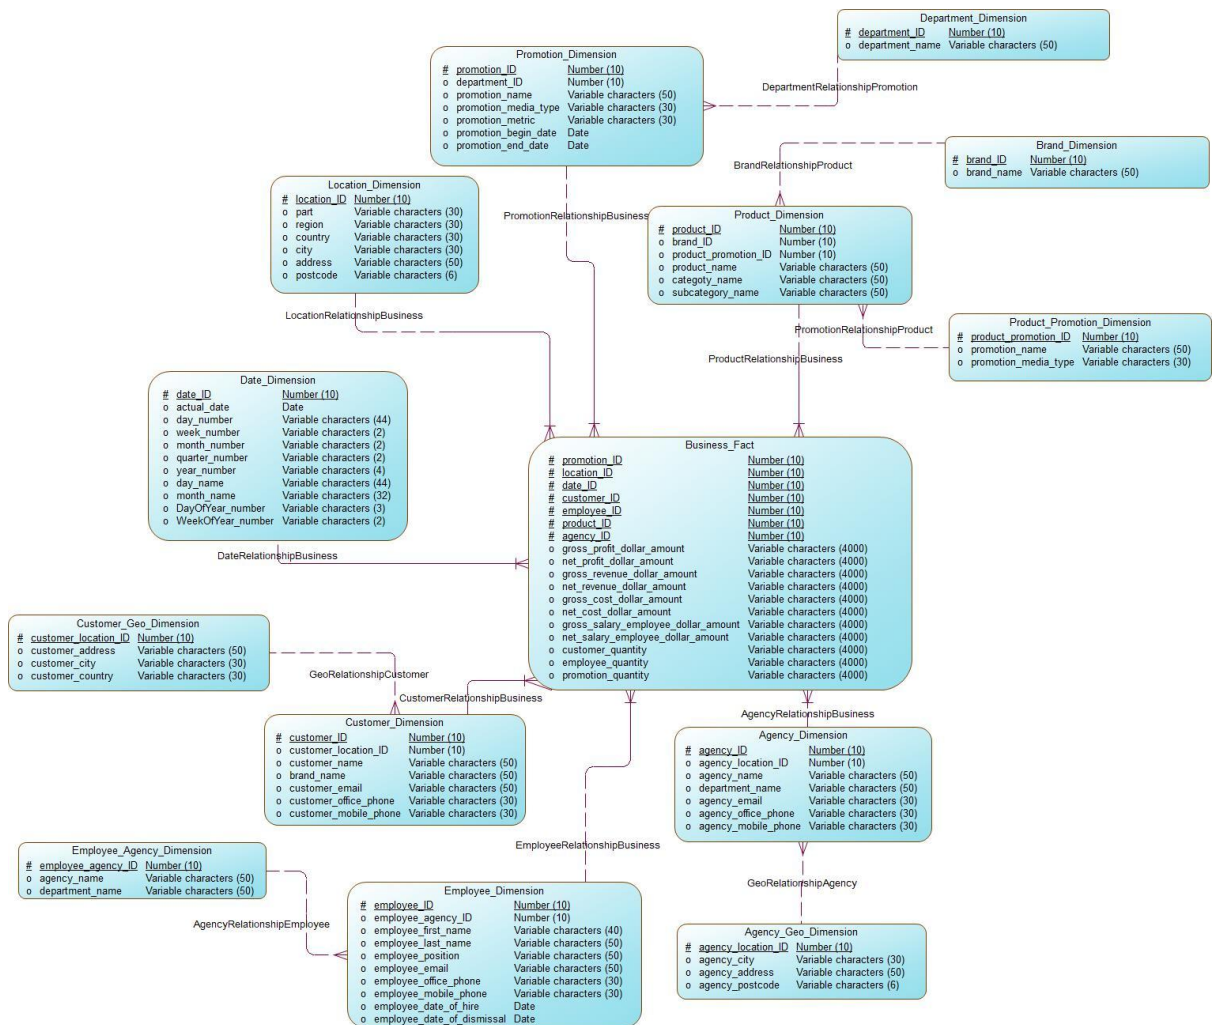 Department_Dimension
# department_ID Number (10)
o department_name Variable characters (50)
DepartmentRelationshipPromotion
Promotion_Dimension
# promotion_ID Number (10)
o department_ID Number (10)
o promotion_name Variable characters (50)
o promotion_media_type Variable characters (30)
o promotion_metric Variable characters (30)
o promotion_begin_date Date
o promotion_end_date Date
Brand_Dimension
# brand_ID Number (10)
o brand_name Variable characters (50)
BrandRelationshipProduct
Location_Dimension
# location_ID Number (10)
o part Variable characters (30)
o region Variable characters (30)
o country Variable characters (30)
o city Variable characters (30)
o address Variable characters (50)
o postcode Variable characters (6)
PromotionRelationshipBusiness
Product_Dimension
# product_ID Number (10)
o brand_ID Number (10)
o product_promotion_ID Number (10)
o product_name Variable characters (50)
o categoty_name Variable characters (50)
o subcategory_name Variable characters (50)
LocationRelationshipBusiness
PromotionRelationshipProduct
Product_Promotion_Dimension
# product_promotion_ID Number (10)
o promotion_name Variable characters (50)
o promotion_media_type Variable characters (30)
ProductRelationshipBusiness
Date_Dimension
# date_ID Number (10)
o actual_date Date
o day_number Variable characters (44)
o week_number Variable characters (2)
o month_number Variable characters (2)
o quarter_number Variable characters (2)
o year_number Variable characters (4)
o day_name Variable characters (44)
o month_name Variable characters (32)
o DayOfYear_number Variable characters (3)
o WeekOfYear_number Variable characters (2)
DateRelationshipBusiness
Business_Fact
# promotion_ID Number (10)
# location_ID Number (10)
# date_ID Number (10)
# customer_ID Number (10)
# employee_ID Number (10)
# product_ID Number (10)
# agency_ID Number (10)
o gross_profit_dollar_amount Variable characters (4000)
o net_profit_dollar_amount Variable characters (4000)
o gross_revenue_dollar_amount Variable characters (4000)
o net_revenue_dollar_amount Variable characters (4000)
o gross_cost_dollar_amount Variable characters (4000)
o net_cost_dollar_amount Variable characters (4000)
o gross_salary_employee_dollar_amount Variable characters (4000)
o net_salary_employee_dollar_amount Variable characters (4000)
o customer_quantity Variable characters (4000)
o employee_quantity Variable characters (4000)
o promotion_quantity Variable characters (4000)
Customer_Geo_Dimension
# customer_location_ID Number (10)
o customer_address Variable characters (50)
o customer_city Variable characters (30)
o customer_country Variable characters (30)
GeoRelationshipCustomer
CustomerRelationshipBusiness
AgencyRelationshipBusiness
Customer_Dimension
# customer_ID Number (10)
o customer_location_ID Number (10)
o customer_name Variable characters (50)
o brand_name Variable characters (50)
o customer_email Variable characters (50)
o customer_office_phone Variable characters (30)
o customer_mobile_phone Variable characters (30)
Agency_Dimension
# agency_ID Number (10)
o agency_location_ID Number (10)
o agency_name Variable characters (50)
o department_name Variable characters (50)
o agency_email Variable characters (30)
o agency_office_phone Variable characters (30)
o agency_mobile_phone Variable characters (30)
EmployeeRelationshipBusiness
Employee_Agency_Dimension
# employee_agency_ID Number (10)
o agency_name Variable characters (50)
o department_name Variable characters (50)
AgencyRelationshipEmployee
GeoRelationshipAgency
Employee_Dimension
# employee_ID Number (10)
o employee_agency_ID Number (10)
o employee_first_name Variable characters (40)
o employee_last_name Variable characters (50)
o employee_position Variable characters (50)
o employee_email Variable characters (50)
o employee_office_phone Variable characters (30)
o employee_mobile_phone Variable characters (30)
o employee_date_of_hire Date
o employee_date_of_dismissal Date
Agency_Geo_Dimension
# agency_location_ID Number (10)
o agency_city Variable characters (30)
o agency_address Variable characters (50)
o agency_postcode Variable characters (6)